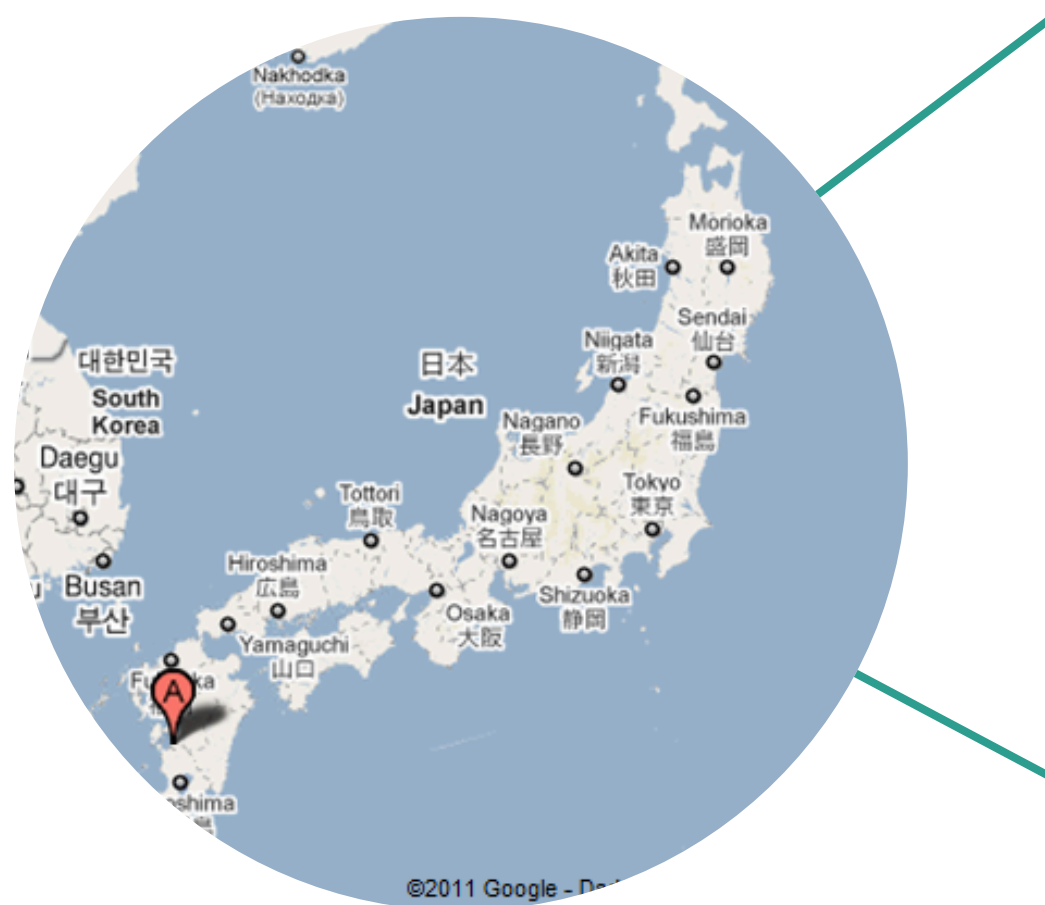 Nakhodka
(Находка)
Morioka
盛岡
Akita
秋田
Sendai
仙台
Niigata
新潟
대한민국
South
Korea
日本
Japan
Fukushima
福島
Nagano
長野
Daegu
대구
Tokyo
東京
Tottori
鳥取
Nagoya
名古屋
Hiroshima
広島
Busan
부산
Shizuoka
静岡
Osaka
大阪
Yamaguchi
山口
A
©2011 Google -